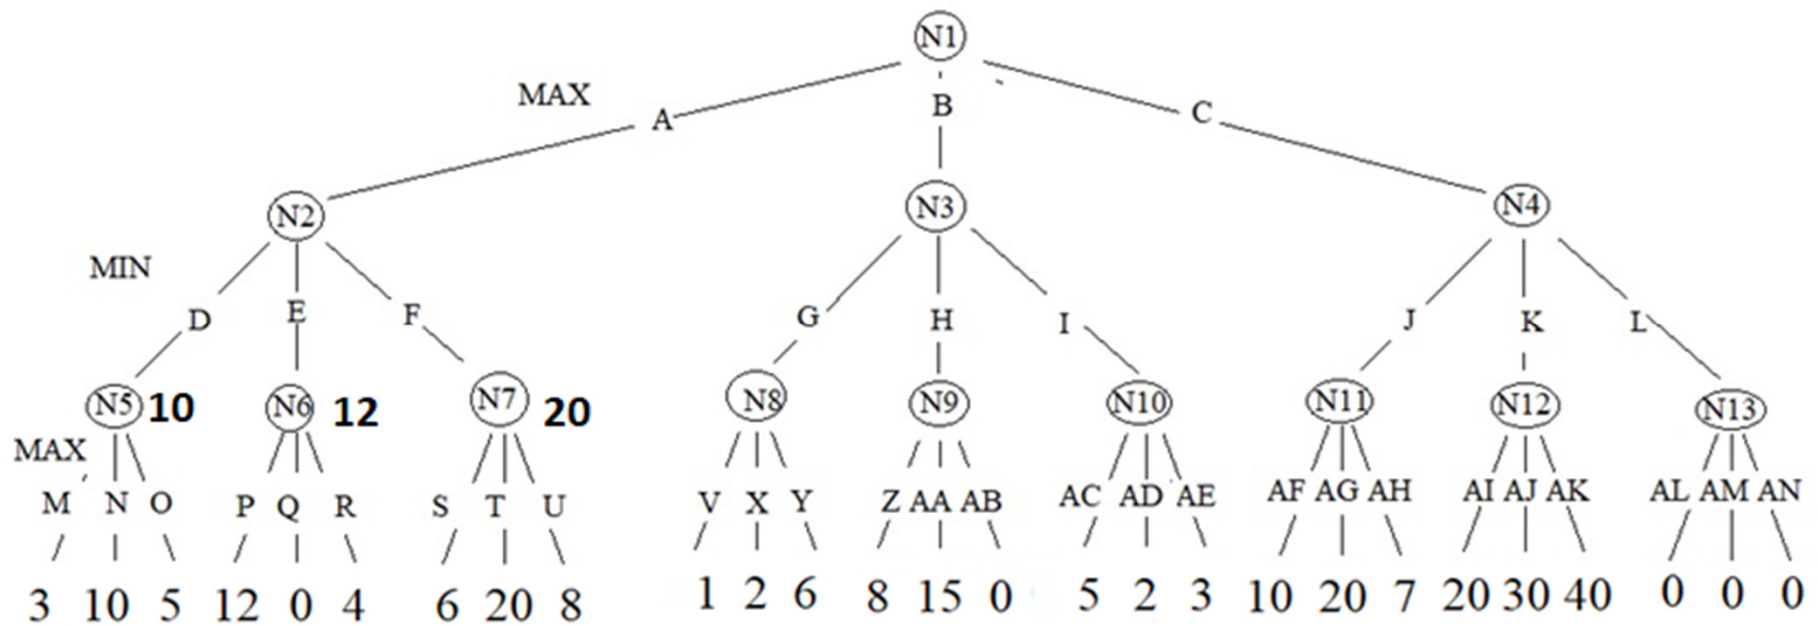 N1
MAX
A
B
C
N2
N3
N4
MIN
D
E
F
G
H
I
J
K
L
N5 10
N6 12
N7 20
N8
N9
N10
N11
N12
N13
MAX
M N O
P Q R
S T U
V X Y
Z AA AB
AC AD AE
AF AG AH
AI AJ AK
AL AM AN
3 10 5
12 0 4
6 20 8
1 2 6
8 15 0
5 2 3
10 20 7
20 30 40
0 0 0